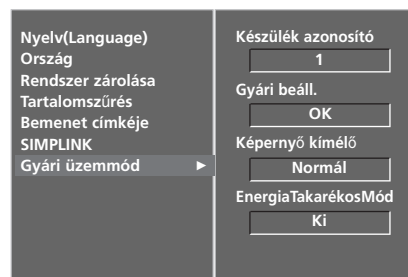 Nyelv(Language)
Ország
Rendszer zárolása
Tartalomszűrés
Bemenet címkéje
SIMPLINK
Gyári üzemmód ►
Készülék azonosító
1
Gyári beáll.
OK
Képernyő kímélő
Normál
EnergiaTakarékosMód
Ki